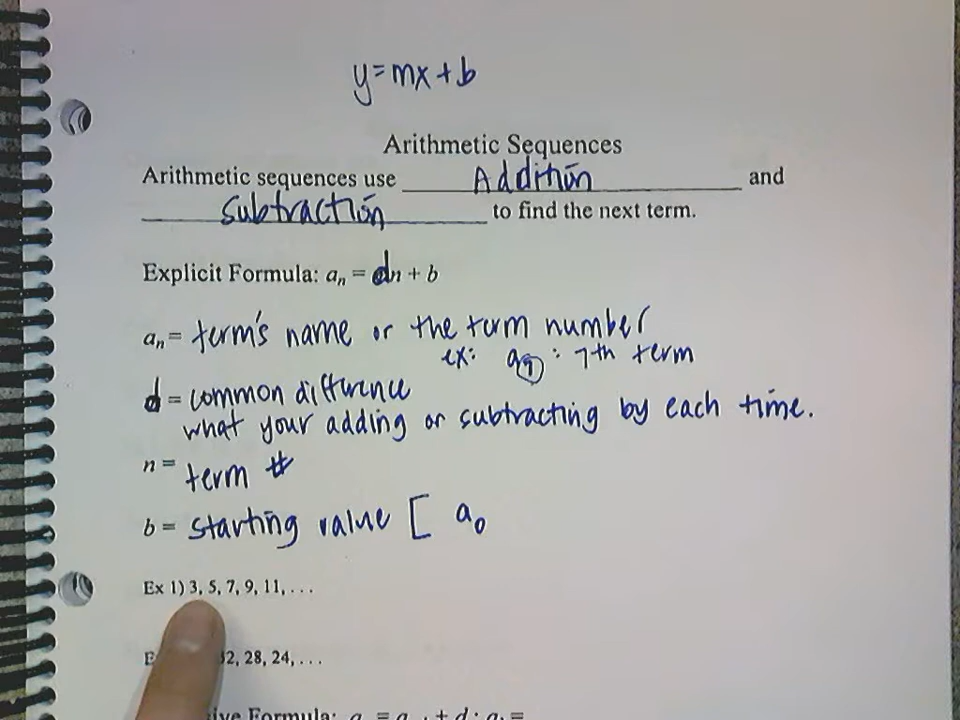 y=mx+b
Arithmetic Sequences
Arithmetic sequences use Addition and
Subtraction to find the next term.
Explicit Formula: aₙ = dn + b
aₙ = term's name or the term number
ex: a₇ : 7th term
d = common difference
what your adding or subtracting by each time.
n = term #
b = starting value [ a₀
Ex 1) 3, 5, 7, 9, 11, . . .
32, 28, 24, . . .
Formula: